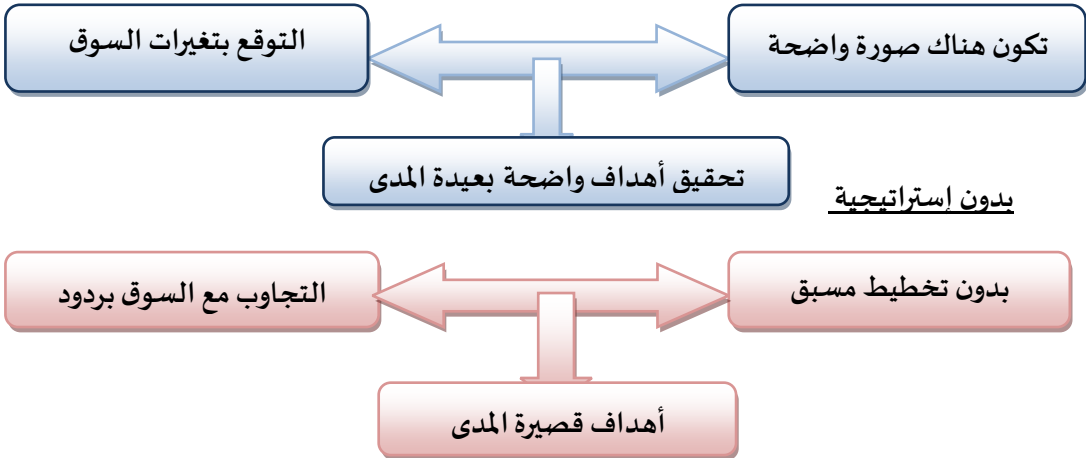 تكون هناك صورة واضحة
التوقع بتغيرات السوق
تحقيق أهداف واضحة بعيدة المدى
بدون إستراتيجية
بدون تخطيط مسبق
التجاوب مع السوق بردود
أهداف قصيرة المدى